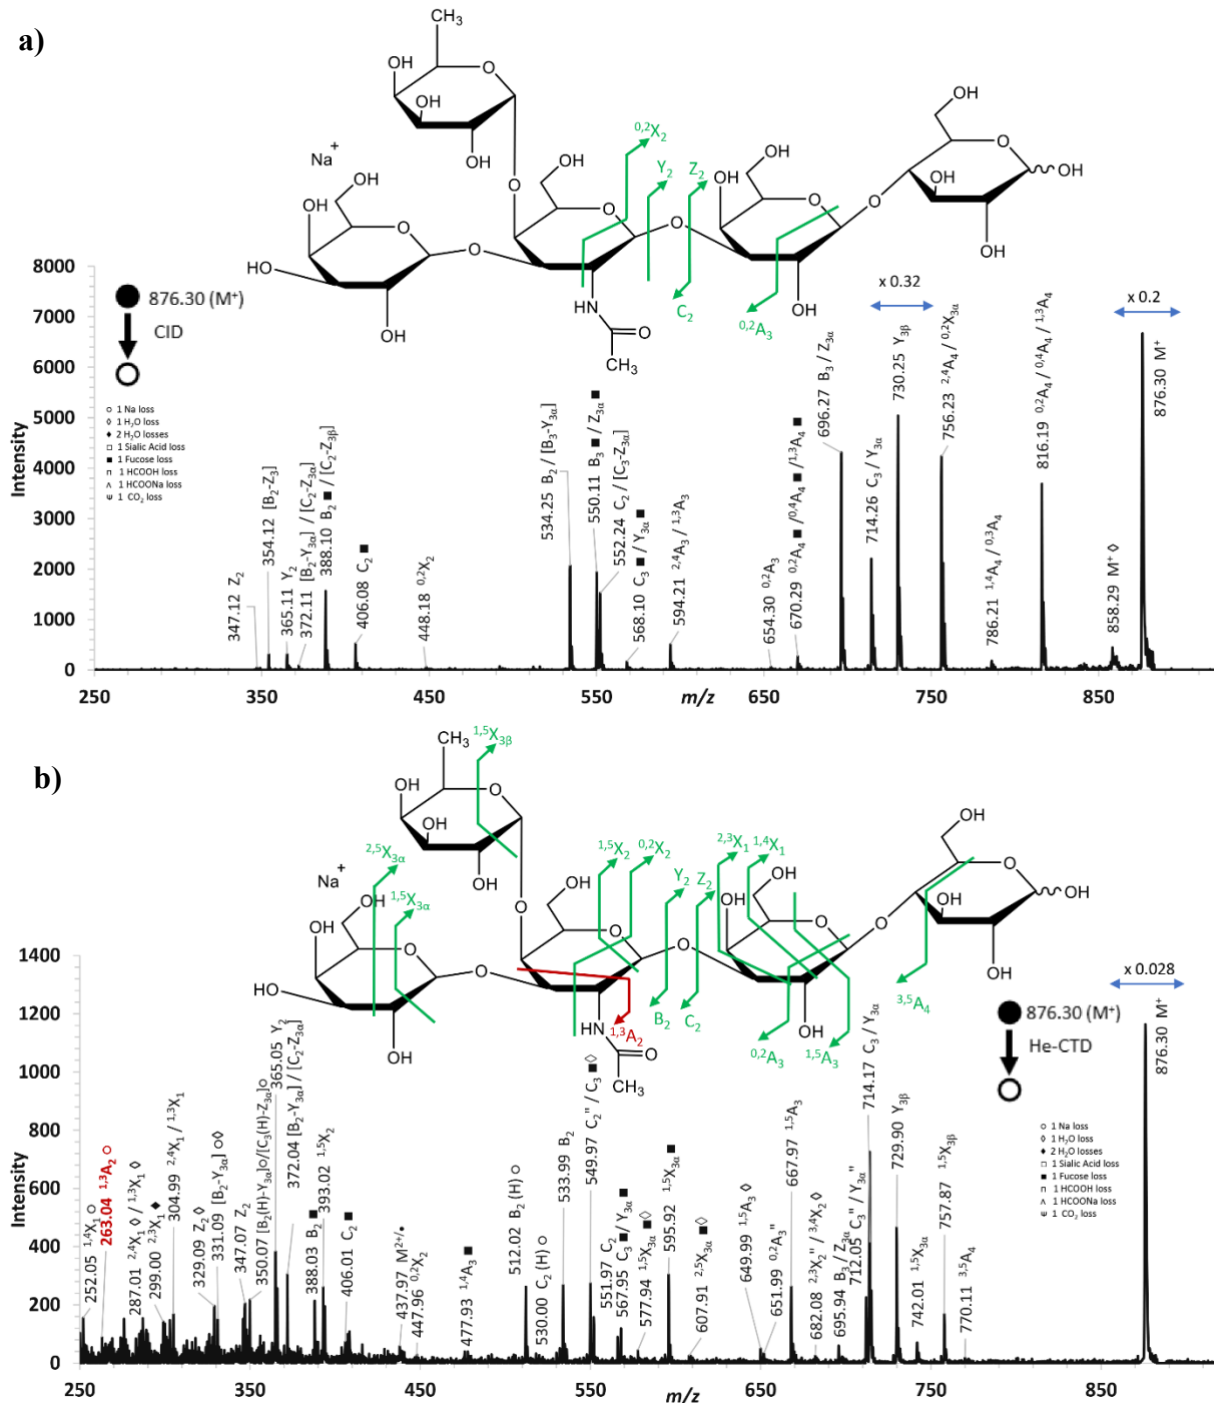 a)
CH₃
OH
O
OH
OH
OH
Na⁺
O
OH
O
OH
O
HO
OH
O
O
HN
O
CH₃
OH
OH
O
OH
O
OH
O
OH
OH
OH
⁰,²X₂
Y₂
Z₂
C₂
⁰,²A₃
876.30 (M⁺)
CID
○ 1 Na loss
◊ 1 H₂O loss
♦ 2 H₂O losses
□ 1 Sialic Acid loss
■ 1 Fucose loss
⊓ 1 HCOOH loss
∧ 1 HCOONa loss
ψ 1 CO₂ loss
x 0.32
x 0.2
347.12 Z₂
354.12 [B₂-Z₃]
365.11 Y₂
372.11 [B₂-Y₃α] / [C₂-Z₃α]
388.10 B₂ ■ / [C₂-Z₃β]
406.08 C₂ ■
448.18 ⁰,²X₂
534.25 B₂ / [B₃-Y₃α]
550.11 B₃ ■ / Z₃α ■
552.24 C₂ / [C₃-Z₃α]
568.10 C₃ ■ / Y₃α ■
594.21 ²,⁴A₃ / ¹,³A₃
654.30 ⁰,²A₃
670.29 ⁰,²A₄ ■ / ⁰,⁴A₄ ■ / ¹,³A₄ ■
696.27 B₃ / Z₃α
714.26 C₃ / Y₃α
730.25 Y₃β
756.23 ²,⁴A₄ / ⁰,²X₃α
786.21 ¹,⁴A₄ / ⁰,³A₄
816.19 ⁰,²A₄ / ⁰,⁴A₄ / ¹,³A₄
858.29 M⁺ ◊
876.30 M⁺
Intensity
8000
7000
6000
5000
4000
3000
2000
1000
0
250 350 450 550 650 m/z 750 850
b)
CH₃
¹,⁵X₃β
OH
O
OH
OH
OH
²,⁵X₃α
¹,⁵X₃α
Na⁺
OH
O
OH
O
HO
OH
O
OH
O
O
HN
O
CH₃
¹,⁵X₂
⁰,²X₂
Y₂
Z₂
B₂
C₂
¹,³A₂
²,³X₁
¹,⁴X₁
OH
OH
O
O
OH
⁰,²A₃
¹,⁵A₃
OH
O
OH
O
OH
OH
³,⁵A₄
876.30 (M⁺)
He-CTD
○ 1 Na loss
◊ 1 H₂O loss
♦ 2 H₂O losses
□ 1 Sialic Acid loss
■ 1 Fucose loss
⊓ 1 HCOOH loss
∧ 1 HCOONa loss
ψ 1 CO₂ loss
x 0.028
252.05 ¹,⁴X₁ ○
263.04 ¹,³A₂ ○
287.01 ²,⁴X₁ ◊ / ¹,³X₁ ◊
299.00 ²,³X₁ ♦
304.99 ²,⁴X₁ / ¹,³X₁
329.09 Z₂ ◊
331.09 [B₂-Y₃α] ○◊
347.07 Z₂
350.07 [B₂(H)-Y₃α]○/[C₃(H)-Z₃α]○
365.05 Y₂
372.04 [B₂-Y₃α] / [C₂-Z₃α]
388.03 B₂ ■
393.02 ¹,⁵X₂
406.01 C₂ ■
437.97 M²⁺/•
447.96 ⁰,²X₂
477.93 ¹,⁴A₃ ■
512.02 B₂ (H) ○
530.00 C₂ (H) ○
533.99 B₂
549.97 C₂" / C₃ ■◊
551.97 C₂
567.95 C₃ ■ / Y₃α ■
577.94 ¹,⁵X₃α ■◊
595.92 ¹,⁵X₃α ■
607.91 ²,⁵X₃α ■◊
649.99 ¹,⁵A₃ ◊
651.99 ⁰,²A₃"
667.97 ¹,⁵A₃
682.08 ²,³X₂" / ³,⁴X₂ ◊
695.94 B₃ / Z₃α
712.05 C₃" / Y₃α"
714.17 C₃ / Y₃α
729.90 Y₃β
742.01 ¹,⁵X₃α
757.87 ¹,⁵X₃β
770.11 ³,⁵A₄
876.30 M⁺
Intensity
1400
1200
1000
800
600
400
200
0
250 350 450 550 m/z 650 750 850